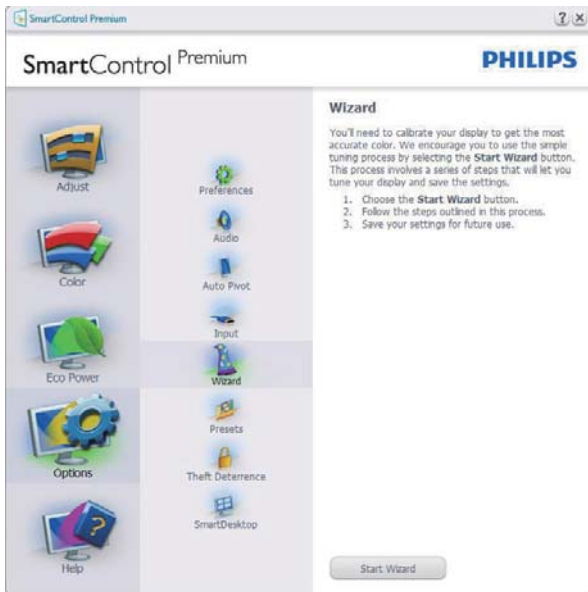 SmartControl Premium
SmartControl Premium
PHILIPS
Adjust
Color
Eco Power
Options
Help
Preferences
Audio
Auto Pivot
Input
Wizard
Presets
Theft Deterrence
SmartDesktop
Wizard
You'll need to calibrate your display to get the most
accurate color. We encourage you to use the simple
tuning process by selecting the Start Wizard button.
This process involves a series of steps that will let you
tune your display and save the settings.
1. Choose the Start Wizard button.
2. Follow the steps outlined in this process.
3. Save your settings for future use.
Start Wizard